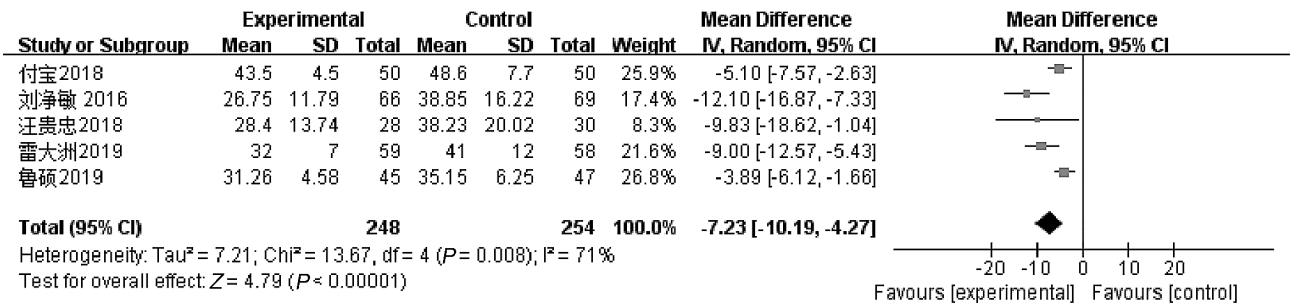 Experimental Control Mean Difference Mean Difference
Study or Subgroup Mean SD Total Mean SD Total Weight IV, Random, 95% CI IV, Random, 95% CI
付宝2018 43.5 4.5 50 48.6 7.7 50 25.9% -5.10 [-7.57, -2.63]
刘净敏 2016 26.75 11.79 66 38.85 16.22 69 17.4% -12.10 [-16.87, -7.33]
汪贵忠2018 28.4 13.74 28 38.23 20.02 30 8.3% -9.83 [-18.62, -1.04]
雷大洲2019 32 7 59 41 12 58 21.6% -9.00 [-12.57, -5.43]
鲁硕2019 31.26 4.58 45 35.15 6.25 47 26.8% -3.89 [-6.12, -1.66]
Total (95% CI) 248 254 100.0% -7.23 [-10.19, -4.27]
Heterogeneity: Tau² = 7.21; Chi² = 13.67, df = 4 (P = 0.008); I² = 71%
Test for overall effect: Z = 4.79 (P < 0.00001)
-20 -10 0 10 20
Favours [experimental] Favours [control]